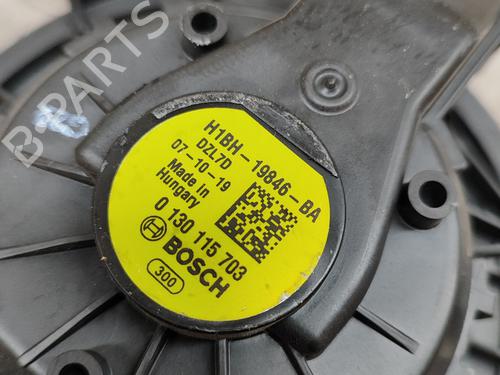 B-PARTS
H1BH-19846-BA
DZL7D
07-10-19
Made in
Hungary
0 130 115 703
BOSCH
300